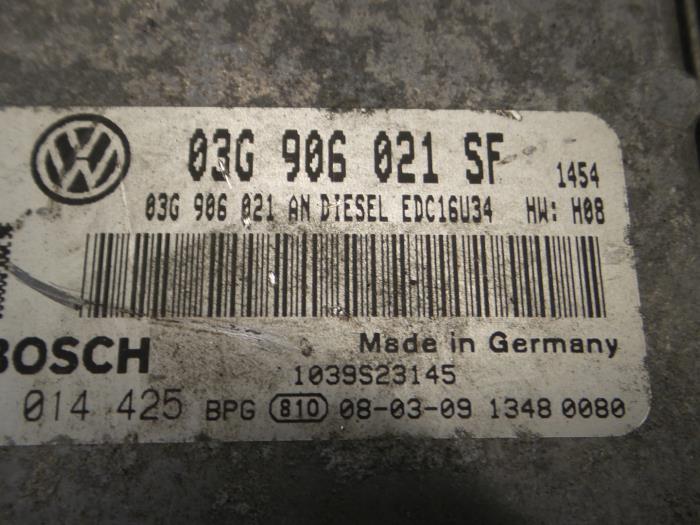 03G 906 021 SF 1454
03G 906 021 AN DIESEL EDC16U34 HW: H08
BOSCH Made in Germany
1039S23145
014 425 BPG 810 08-03-09 1348 0080